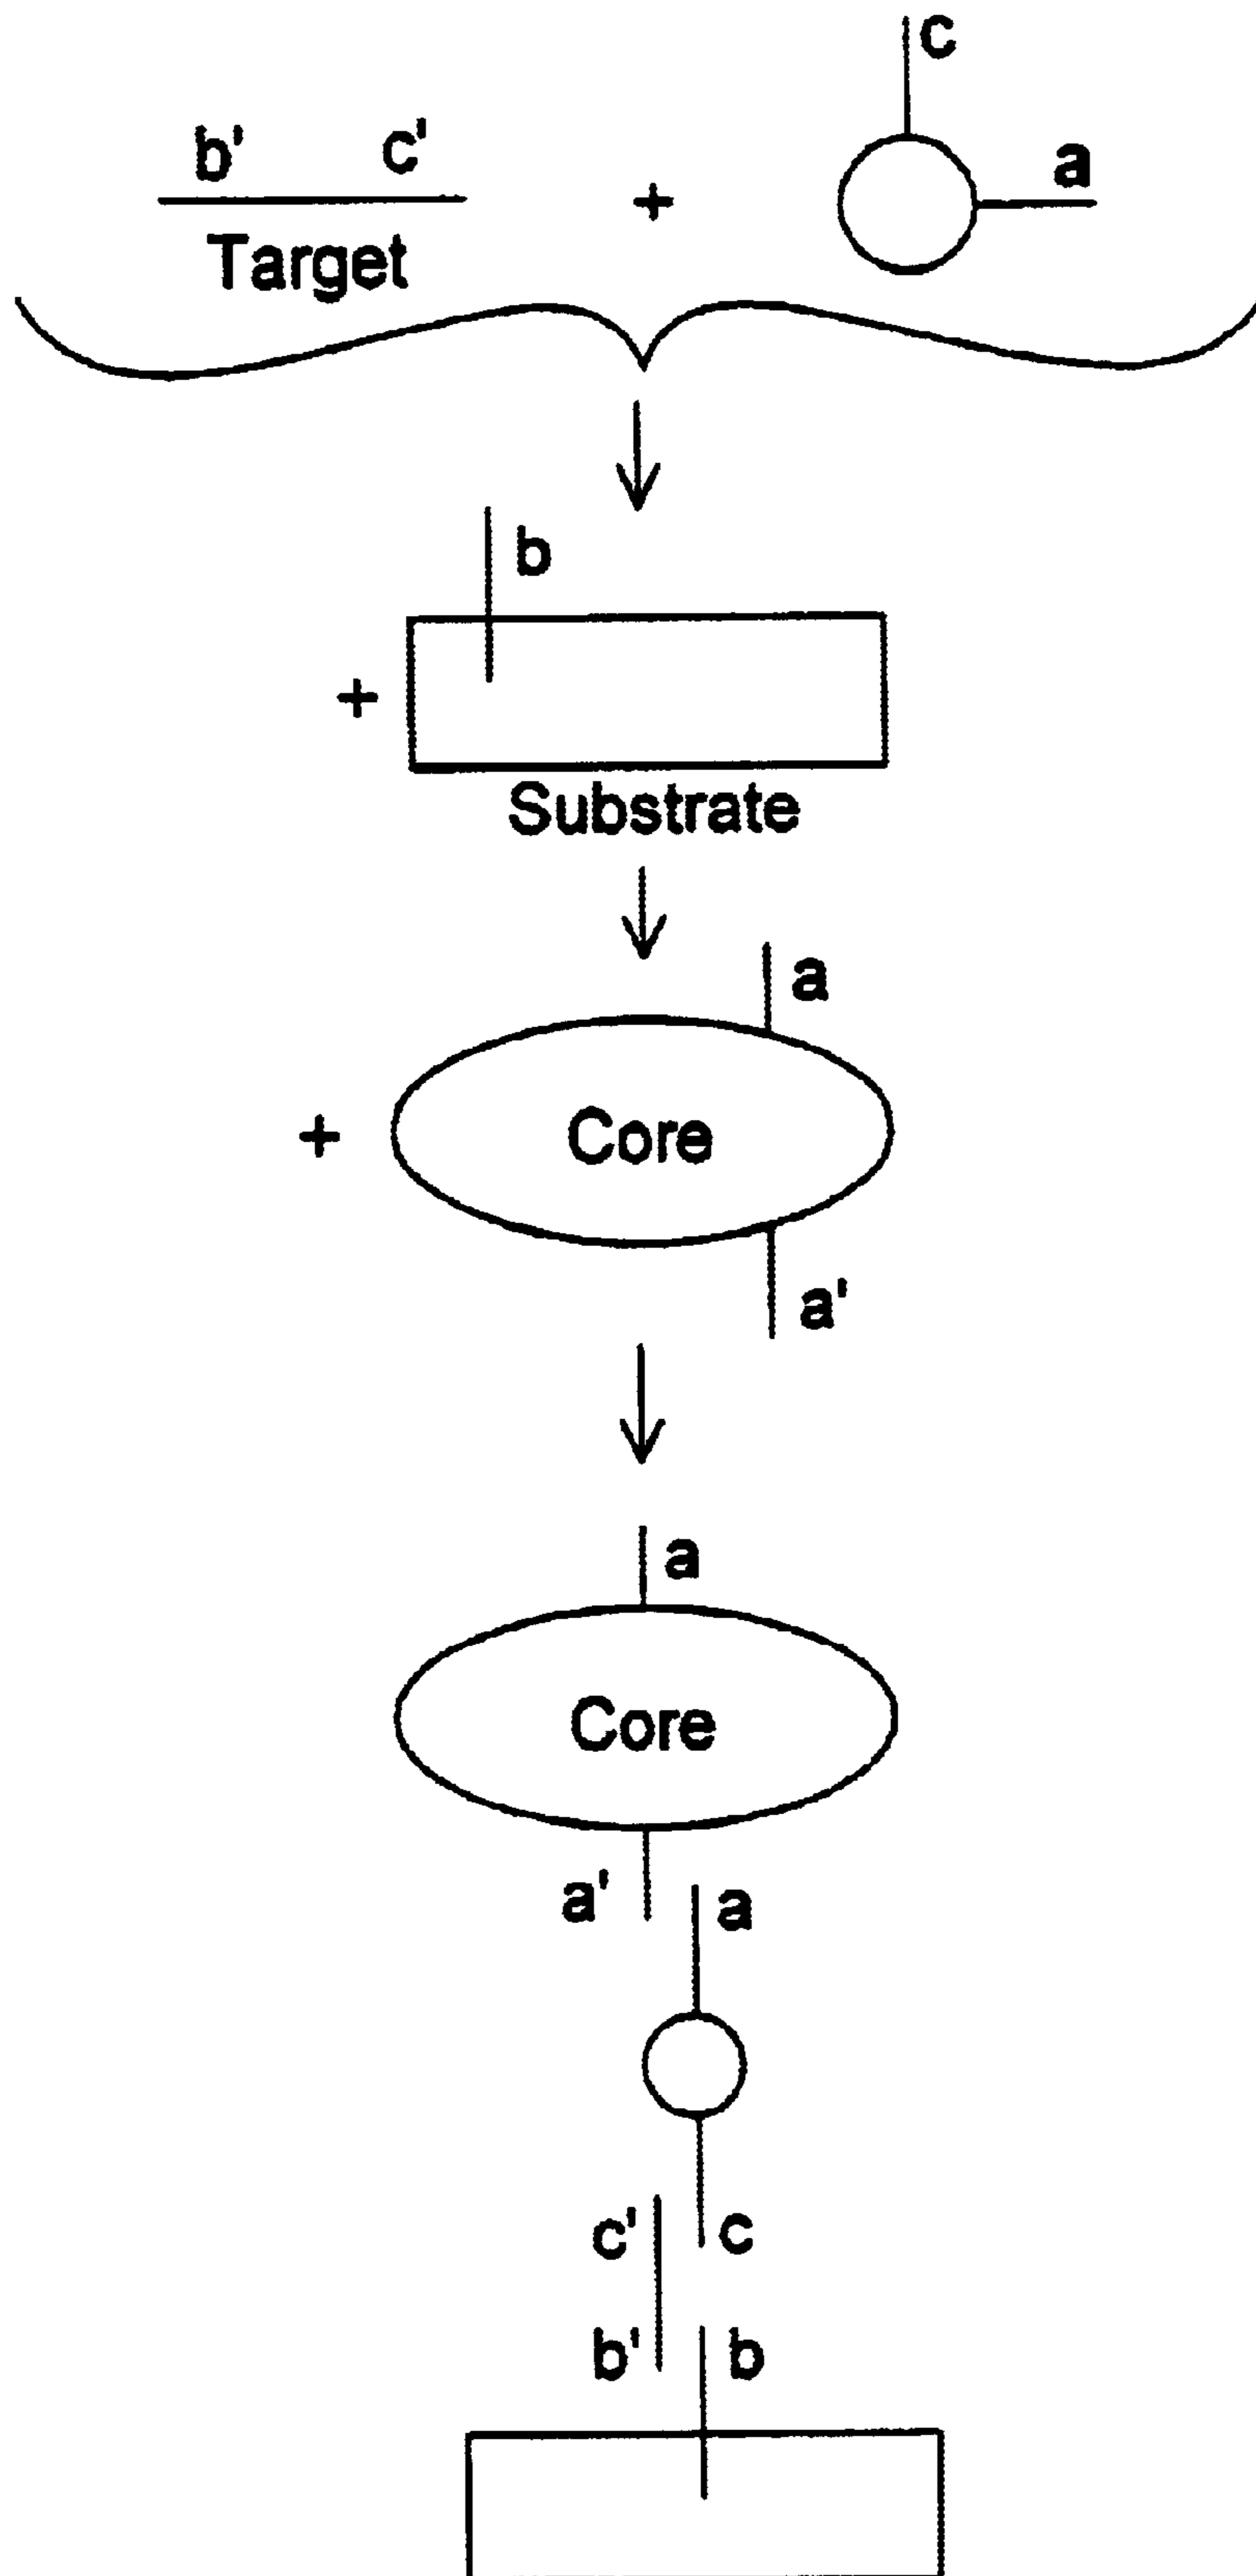 c
b' c' + a
Target
b
+
Substrate
a
+ Core
a'
a
Core
a' a
c' c
b' b